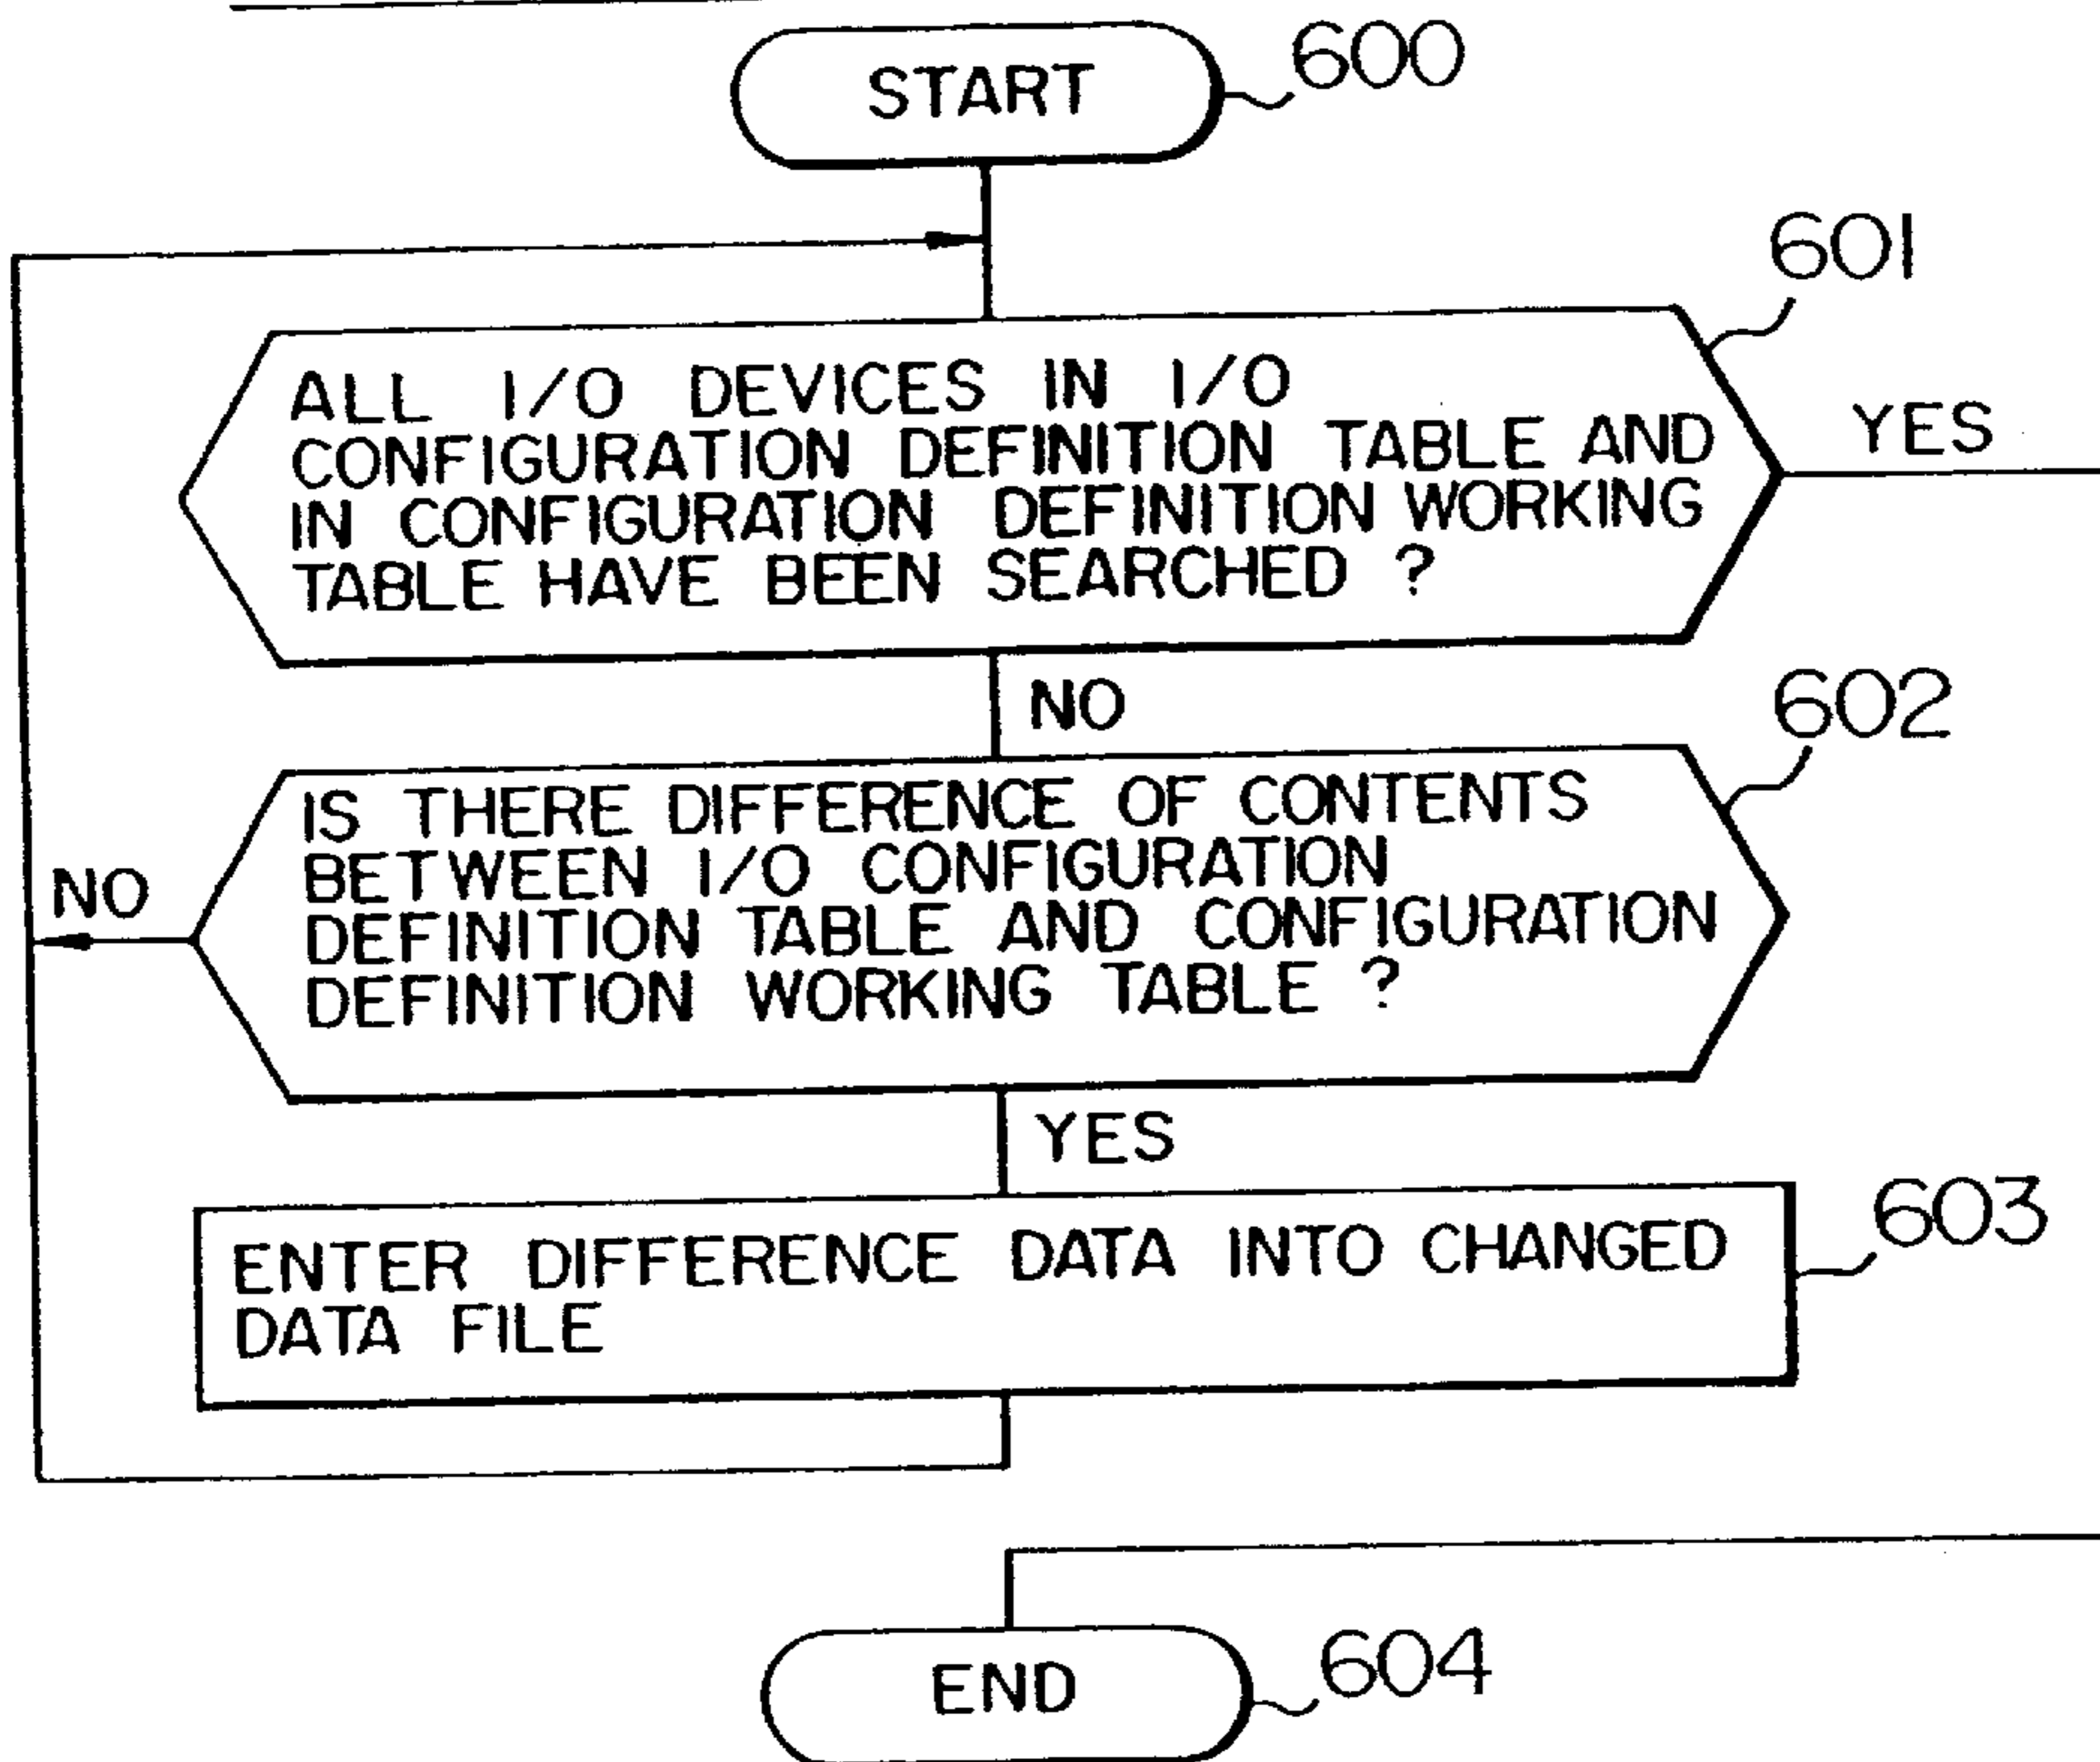 START
600
601
ALL I/O DEVICES IN I/O
CONFIGURATION DEFINITION TABLE AND
IN CONFIGURATION DEFINITION WORKING
TABLE HAVE BEEN SEARCHED ?
YES
NO
602
IS THERE DIFFERENCE OF CONTENTS
BETWEEN I/O CONFIGURATION
DEFINITION TABLE AND CONFIGURATION
DEFINITION WORKING TABLE ?
NO
YES
603
ENTER DIFFERENCE DATA INTO CHANGED
DATA FILE
END
604